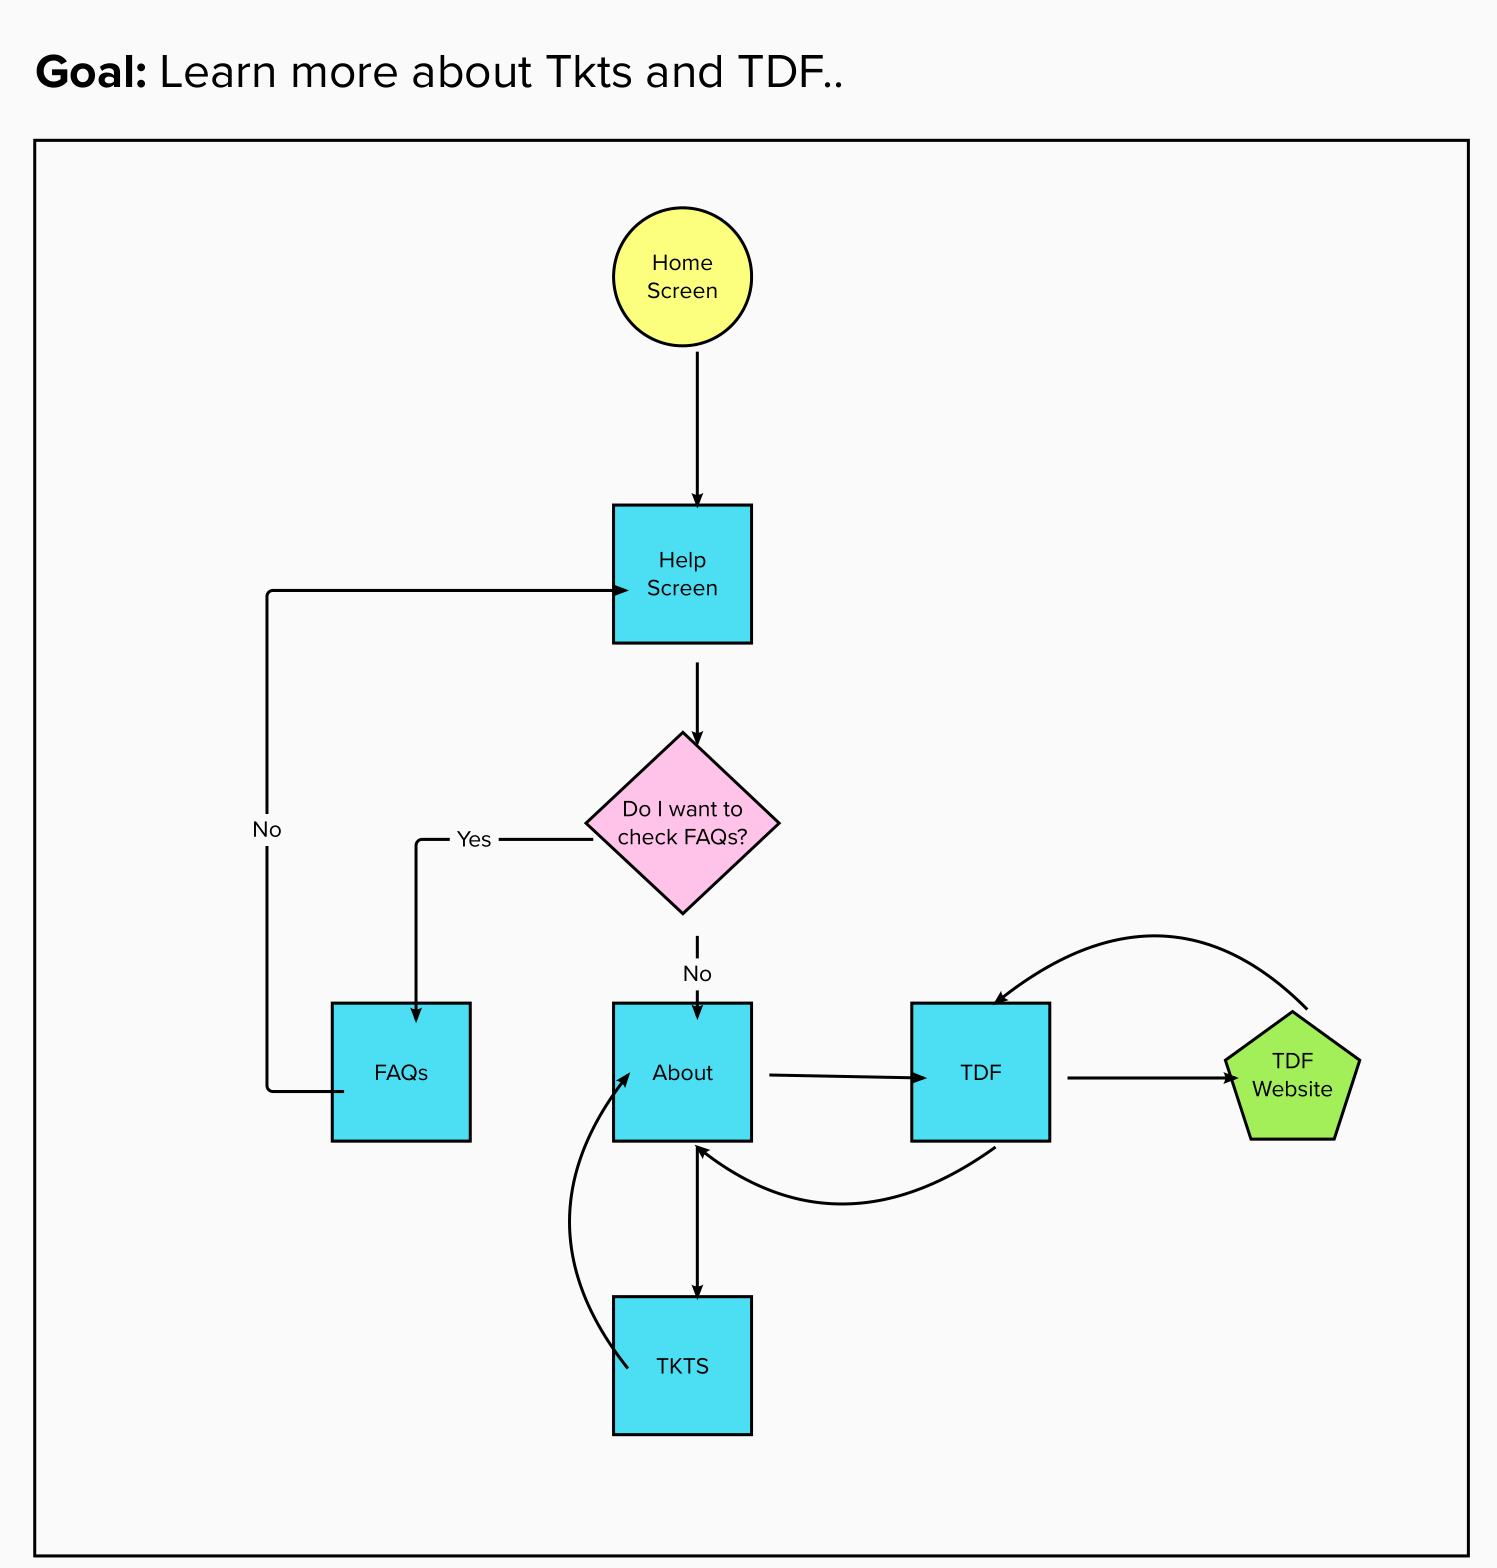 Goal: Learn more about Tkts and TDF..
Home
Screen
Help
Screen
Do I want to
check FAQs?
No
Yes
No
FAQs
About
TDF
TDF
Website
TKTS